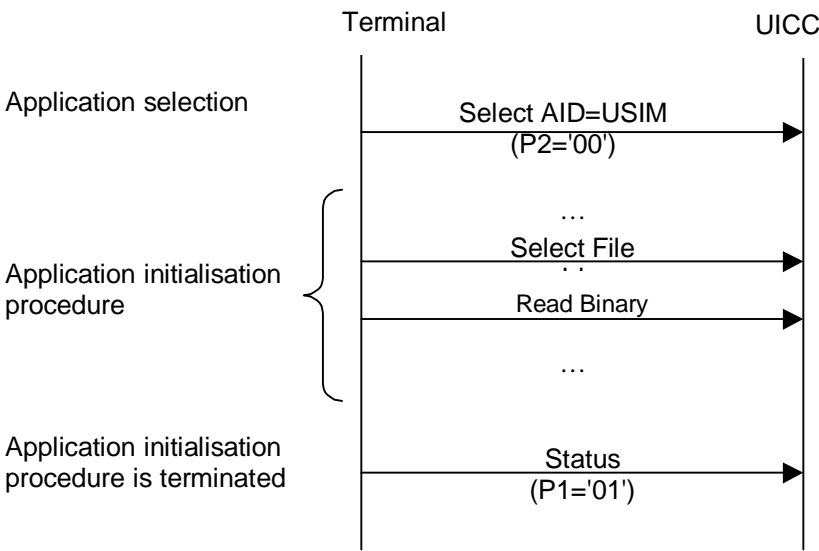 Terminal
UICC
Application selection
Select AID=USIM
(P2='00')
...
Select File
. .
Application initialisation
procedure
Read Binary
...
Application initialisation
procedure is terminated
Status
(P1='01')